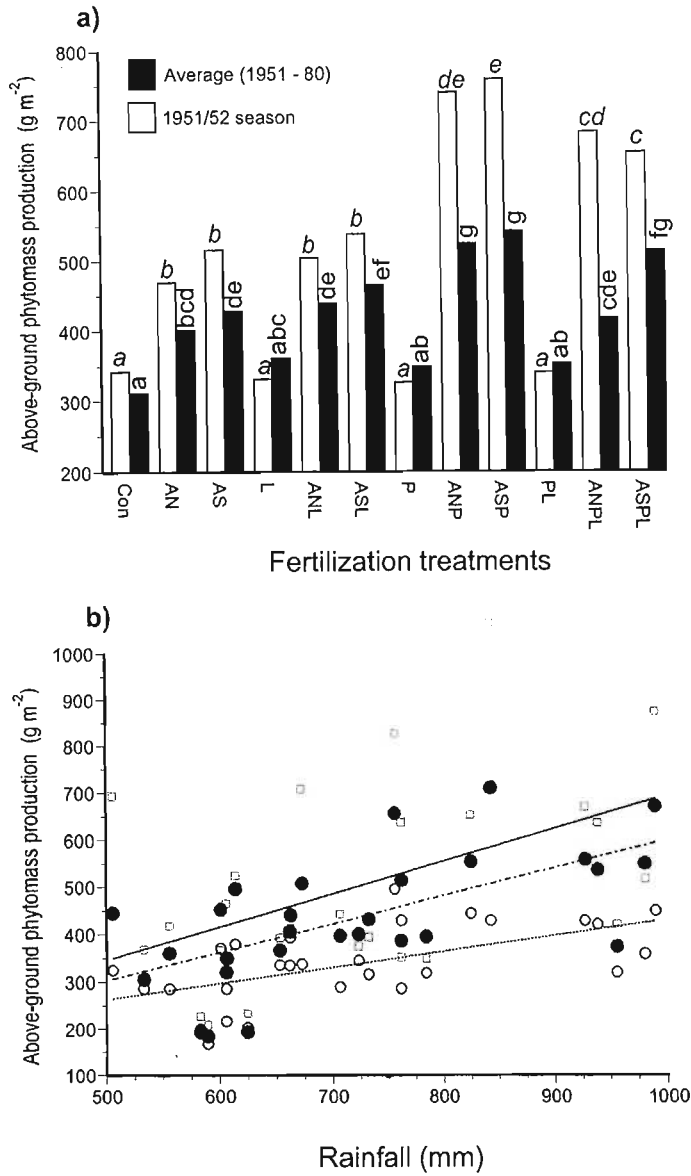 a)
Above-ground phytomass production (g m⁻²)
800
700
600
500
400
300
200
Average (1951 - 80)
1951/52 season
a a
b bcd
b de
a abc
b de
b ef
a ab
de g
e g
a ab
cd cde
c fg
Con AN AS L ANL ASL P ANP ASP PL ANPL ASPL
Fertilization treatments
b)
Above-ground phytomass production (g m⁻²)
1000
900
800
700
600
500
400
300
200
100
500 600 700 800 900 1000
Rainfall (mm)